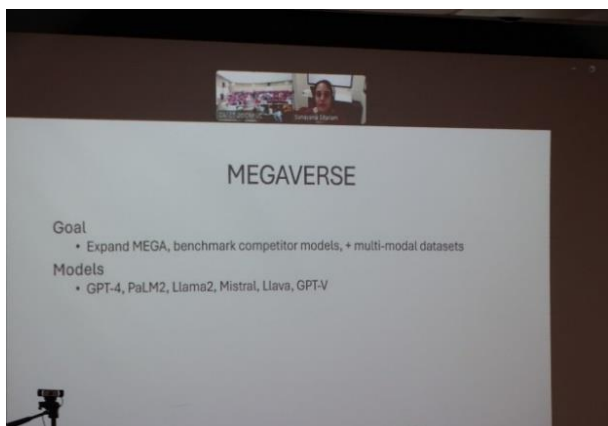 MEGAVERSE
Goal
• Expand MEGA, benchmark competitor models, + multi-modal datasets
Models
• GPT-4, PaLM2, Llama2, Mistral, Llava, GPT-V